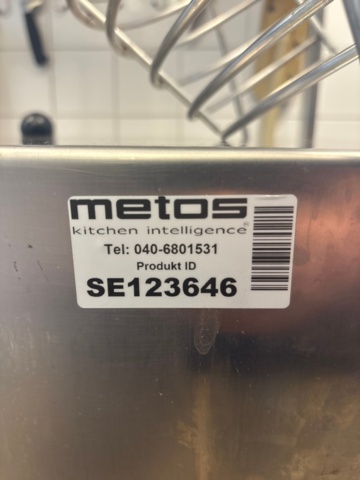 metos
kitchen intelligence®
Tel: 040-6801531
Produkt ID
SE123646